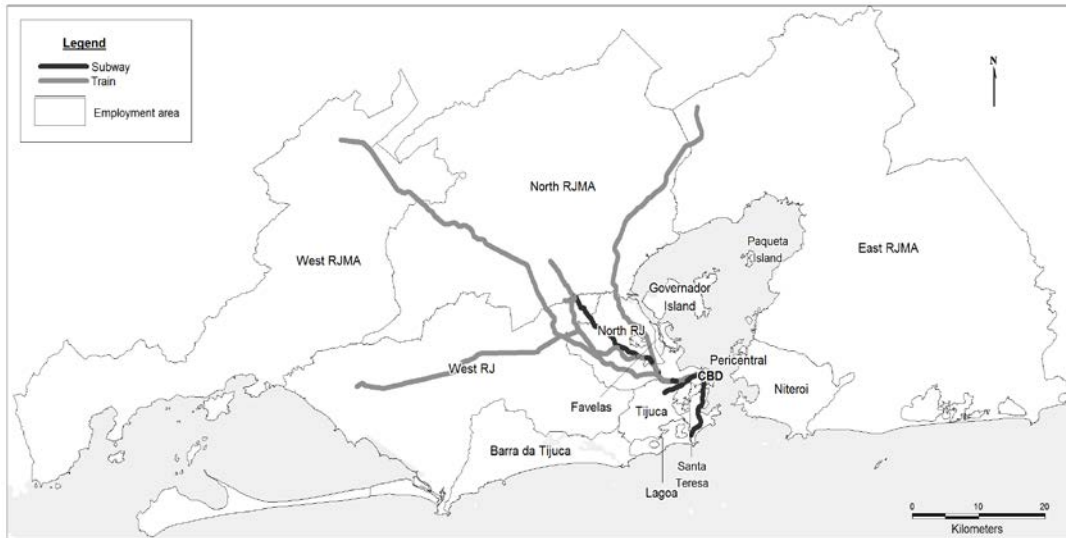 Legend
Subway
Train
Employment area
N
North RJMA
Paqueta
Island
East RJMA
West RJMA
Governador
Island
North RJ
Pericentral
West RJ
CBD
Niteroi
Favelas
Tijuca
Barra da Tijuca
Santa
Teresa
Lagoa
0 10 20
Kilometers